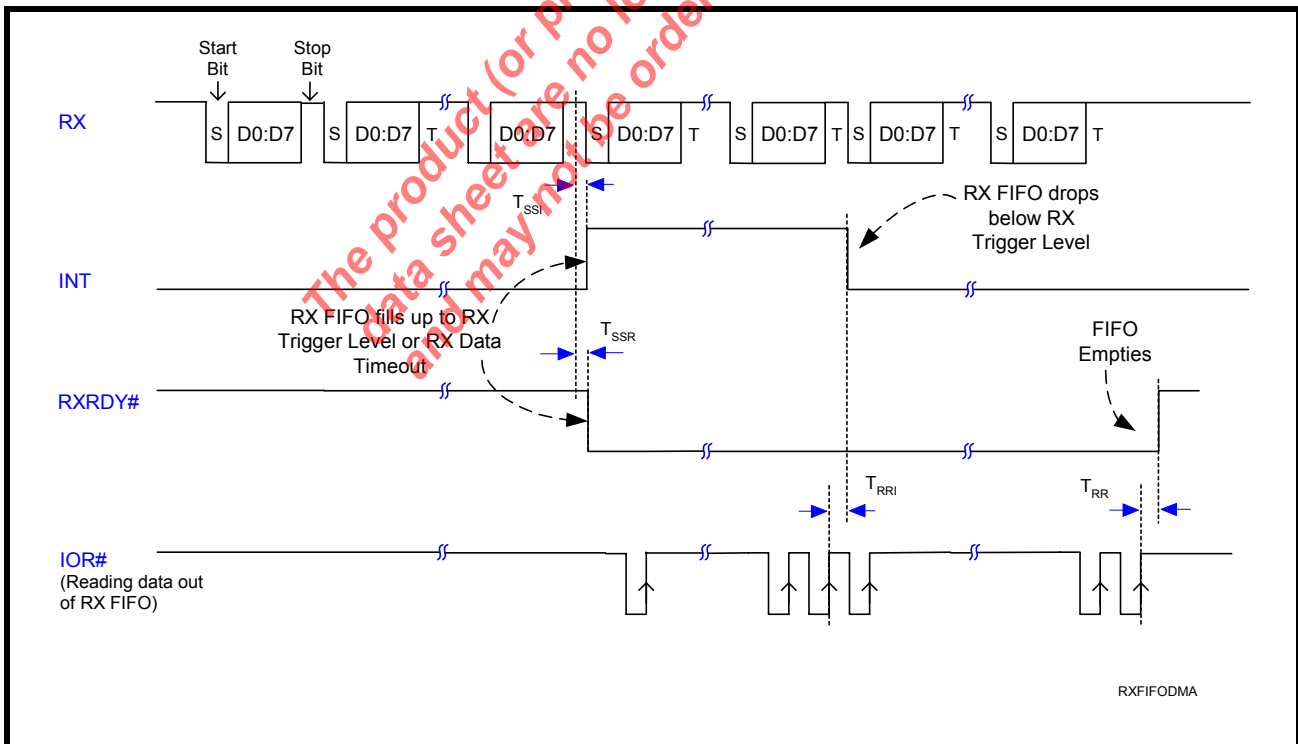 The product (or pr
data sheet are no lo
and may not be order
Start
Bit
Stop
Bit
RX
S D0:D7 S D0:D7 T D0:D7 S D0:D7 T S D0:D7 T S D0:D7 T S D0:D7 T
TSSI
RX FIFO drops
below RX
Trigger Level
INT
RX FIFO fills up to RX
Trigger Level or RX Data
Timeout
TSSR
FIFO
Empties
RXRDY#
TRRI
TRR
IOR#
(Reading data out
of RX FIFO)
RXFIFODMA